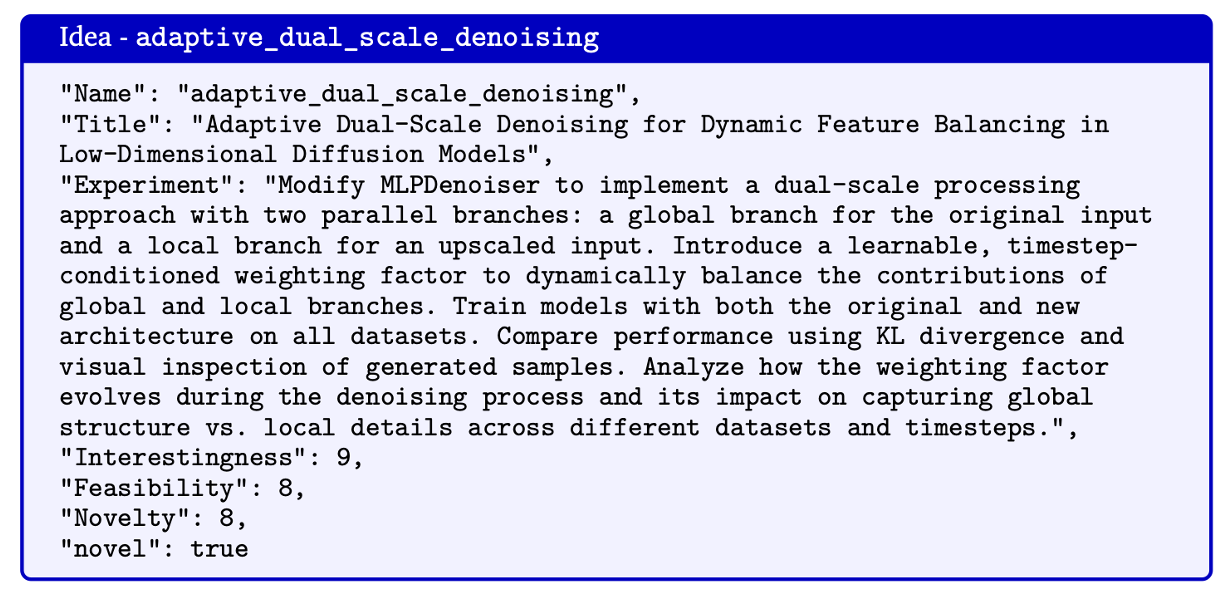 Idea - adaptive_dual_scale_denoising
"Name": "adaptive_dual_scale_denoising",
"Title": "Adaptive Dual-Scale Denoising for Dynamic Feature Balancing in
Low-Dimensional Diffusion Models",
"Experiment": "Modify MLPDenoiser to implement a dual-scale processing
approach with two parallel branches: a global branch for the original input
and a local branch for an upscaled input. Introduce a learnable, timestep-
conditioned weighting factor to dynamically balance the contributions of
global and local branches. Train models with both the original and new
architecture on all datasets. Compare performance using KL divergence and
visual inspection of generated samples. Analyze how the weighting factor
evolves during the denoising process and its impact on capturing global
structure vs. local details across different datasets and timesteps.",
"Interestingness": 9,
"Feasibility": 8,
"Novelty": 8,
"novel": true